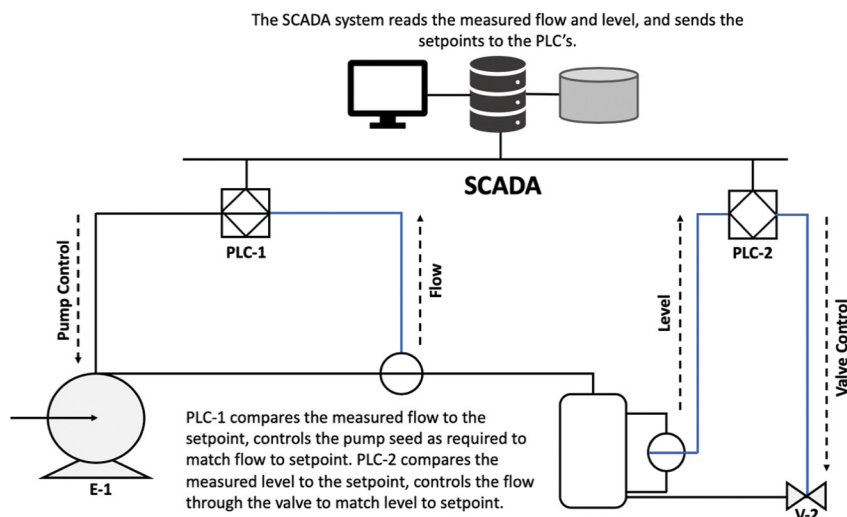 The SCADA system reads the measured flow and level, and sends the
setpoints to the PLC's.
SCADA
PLC-1
PLC-2
Pump Control
Flow
Level
Valve Control
PLC-1 compares the measured flow to the
setpoint, controls the pump seed as required to
match flow to setpoint. PLC-2 compares the
measured level to the setpoint, controls the flow
through the valve to match level to setpoint.
E-1
V-2